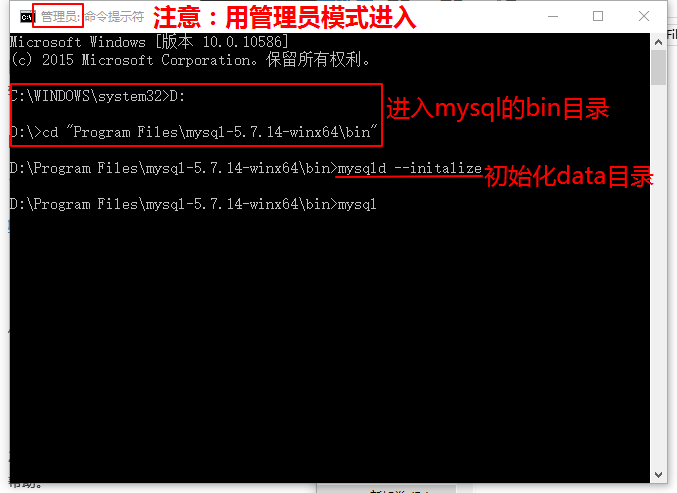 管理员: 命令提示符
注意：用管理员模式进入
Microsoft Windows [版本 10.0.10586]
(c) 2015 Microsoft Corporation。保留所有权利。
C:\WINDOWS\system32>D:
进入mysql的bin目录
D:\>cd "Program Files\mysql-5.7.14-winx64\bin"
D:\Program Files\mysql-5.7.14-winx64\bin>mysqld --initalize
初始化data目录
D:\Program Files\mysql-5.7.14-winx64\bin>mysql